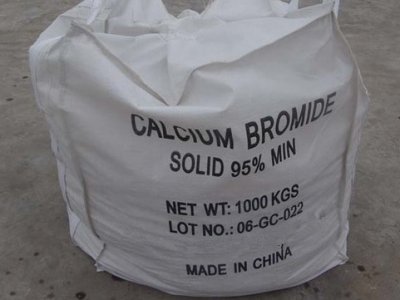 CALCIUM BROMIDE
SOLID 95% MIN
NET WT: 1000 KGS
LOT NO.: 06-GC-022
MADE IN CHINA